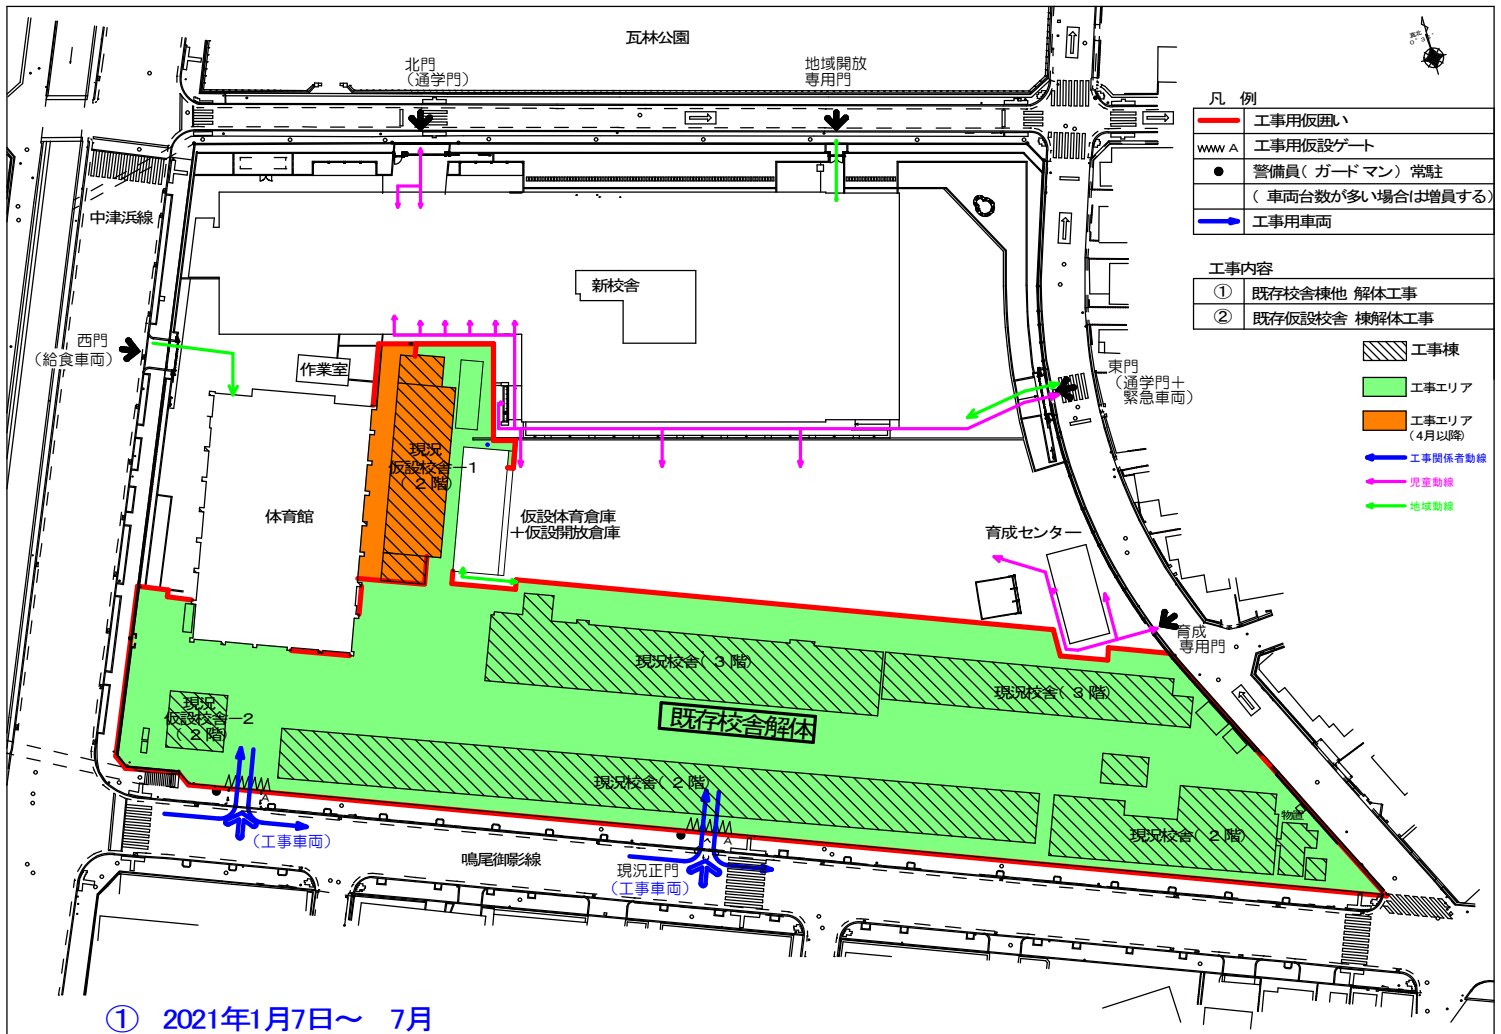 瓦林公園
北門
(通学門)
地域開放
専用門
凡 例
工事用仮囲い
A 工事用仮設ゲート
警備員(ガードマン)常駐
(車両台数が多い場合は増員する)
工事用車両
工事内容
① 既存校舎棟他 解体工事
② 既存仮設校舎 棟解体工事
工事棟
工事エリア
工事エリア
(4月以降)
工事関係者動線
児童動線
地域動線
中津浜線
新校舎
西門
(給食車両)
作業室
東門
(通学門+
緊急車両)
現況
仮設校舎-1
(2階)
体育館
仮設体育倉庫
+仮設開放倉庫
育成センター
育成
専用門
現況校舎(3階)
現況校舎(3階)
既存校舎解体
現況
仮設校舎-2
(2階)
現況校舎(2階)
現況校舎(2階)
物置
A
A
(工事車両)
鳴尾御影線
現況正門
(工事車両)
① 2021年1月7日~ 7月